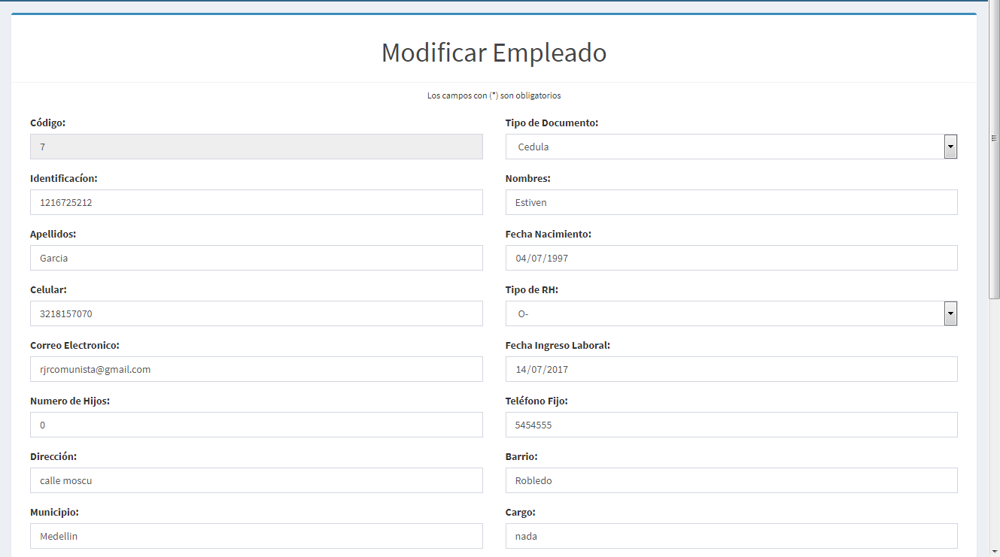 Modificar Empleado
Los campos con (*) son obligatorios
Código:
Tipo de Documento:
7
Cedula
Identificacíon:
Nombres:
1216725212
Estiven
Apellidos:
Fecha Nacimiento:
Garcia
04/07/1997
Celular:
Tipo de RH:
3218157070
O-
Correo Electronico:
Fecha Ingreso Laboral:
rjrcomunista@gmail.com
14/07/2017
Numero de Hijos:
Teléfono Fijo:
0
5454555
Dirección:
Barrio:
calle moscu
Robledo
Municipio:
Cargo:
Medellin
nada